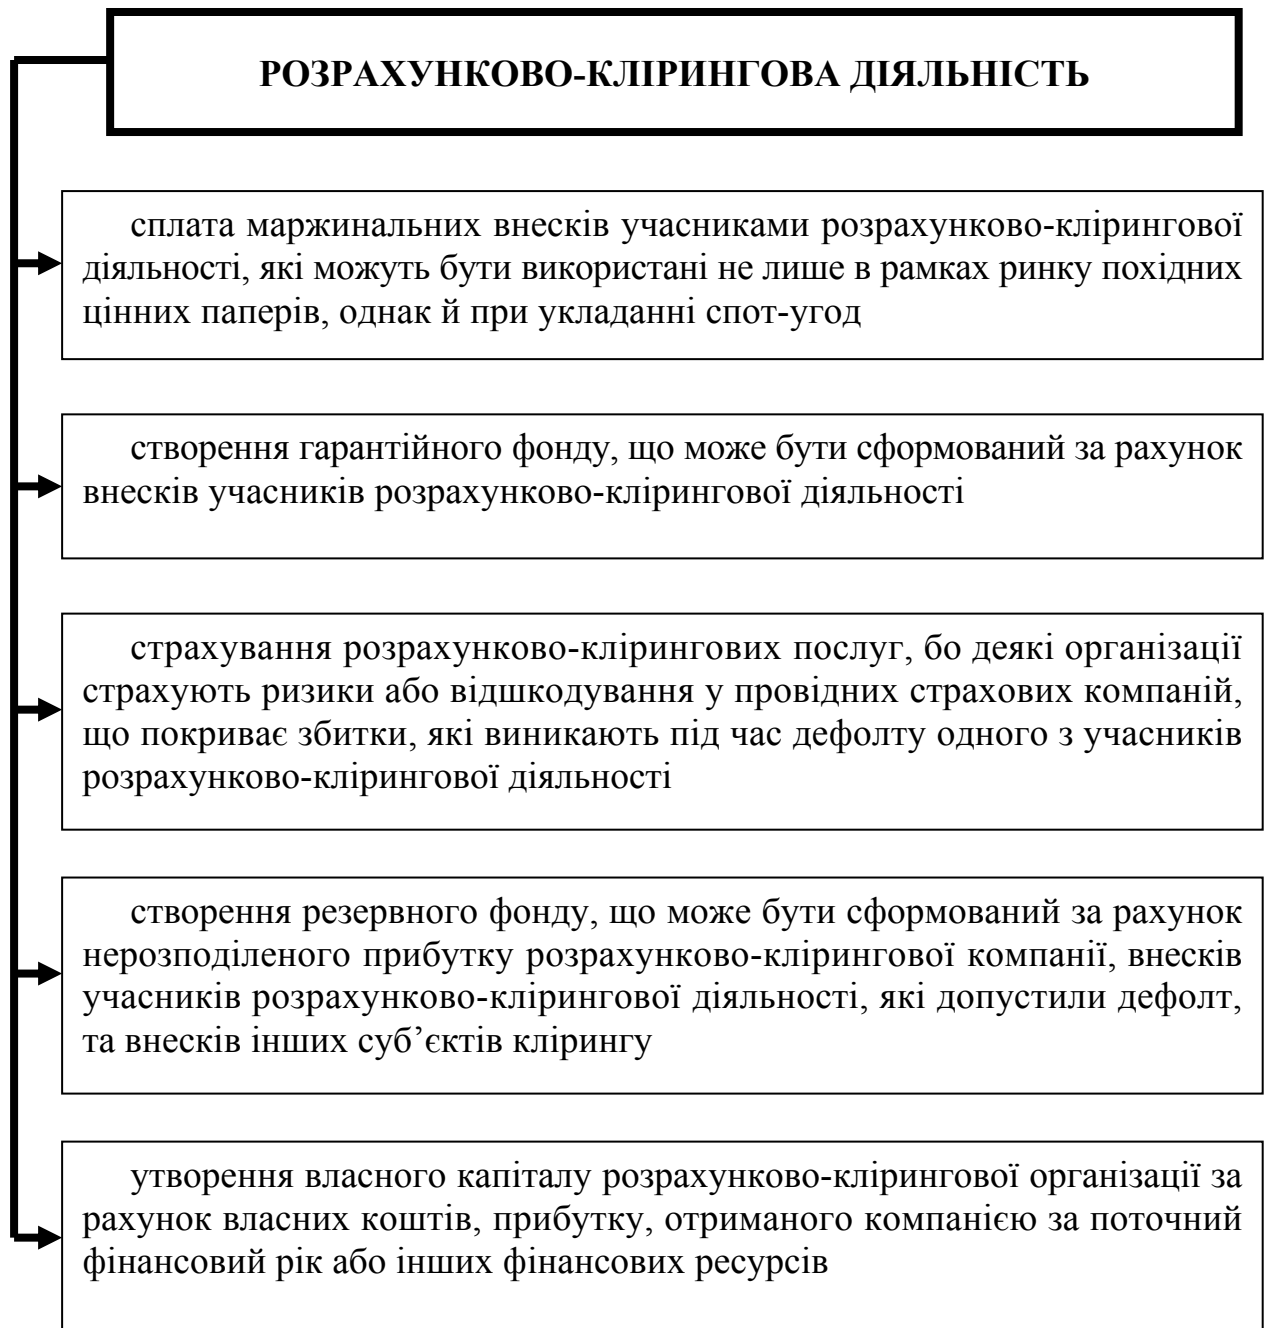 РОЗРАХУНКОВО-КЛІРИНГОВА ДІЯЛЬНІСТЬ
сплата маржинальних внесків учасниками розрахунково-клірингової
діяльності, які можуть бути використані не лише в рамках ринку похідних
цінних паперів, однак й при укладанні спот-угод
створення гарантійного фонду, що може бути сформований за рахунок
внесків учасників розрахунково-клірингової діяльності
страхування розрахунково-клірингових послуг, бо деякі організації
страхують ризики або відшкодування у провідних страхових компаній,
що покриває збитки, які виникають під час дефолту одного з учасників
розрахунково-клірингової діяльності
створення резервного фонду, що може бути сформований за рахунок
нерозподіленого прибутку розрахунково-клірингової компанії, внесків
учасників розрахунково-клірингової діяльності, які допустили дефолт,
та внесків інших суб’єктів клірингу
утворення власного капіталу розрахунково-клірингової організації за
рахунок власних коштів, прибутку, отриманого компанією за поточний
фінансовий рік або інших фінансових ресурсів